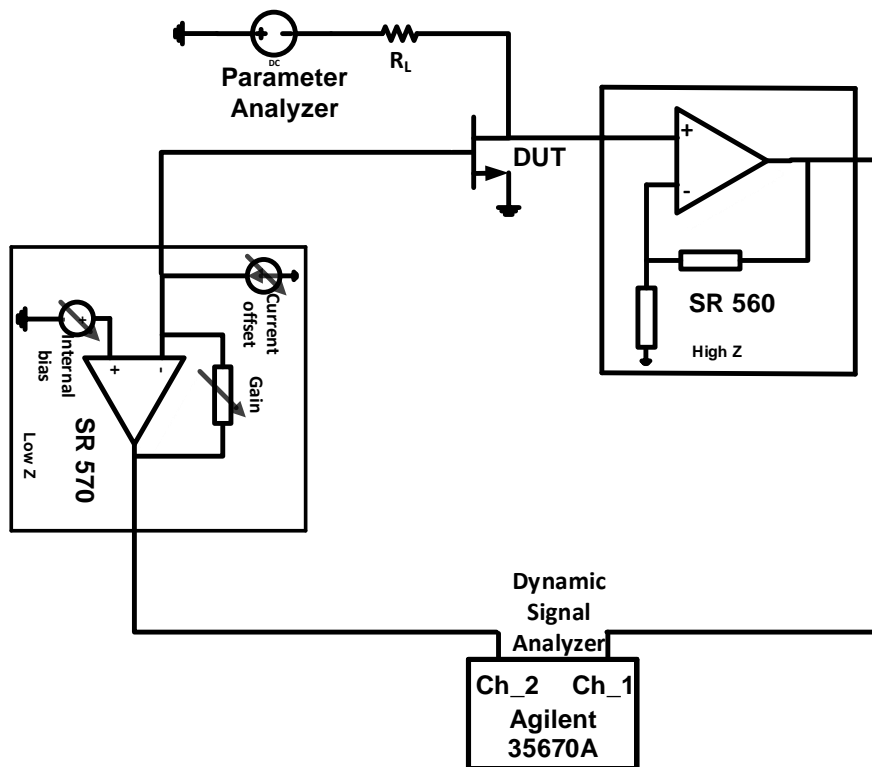 DC
R_L
Parameter
Analyzer
DUT
+
-
SR 560
High Z
Current
offset
+
Internal
bias
+ -
Gain
SR 570
Low Z
Dynamic
Signal
Analyzer
Ch_2 Ch_1
Agilent
35670A